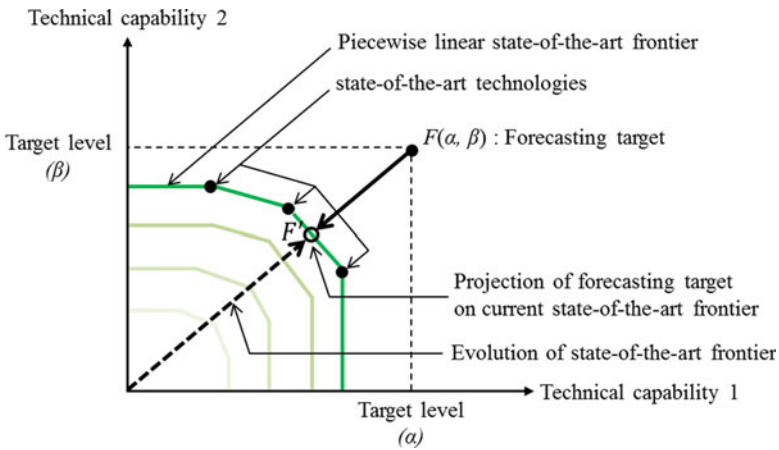 Technical capability 2
Piecewise linear state-of-the-art frontier
state-of-the-art technologies
Target level
(β)
F(α, β) : Forecasting target
F'
Projection of forecasting target
on current state-of-the-art frontier
Evolution of state-of-the-art frontier
Technical capability 1
Target level
(α)